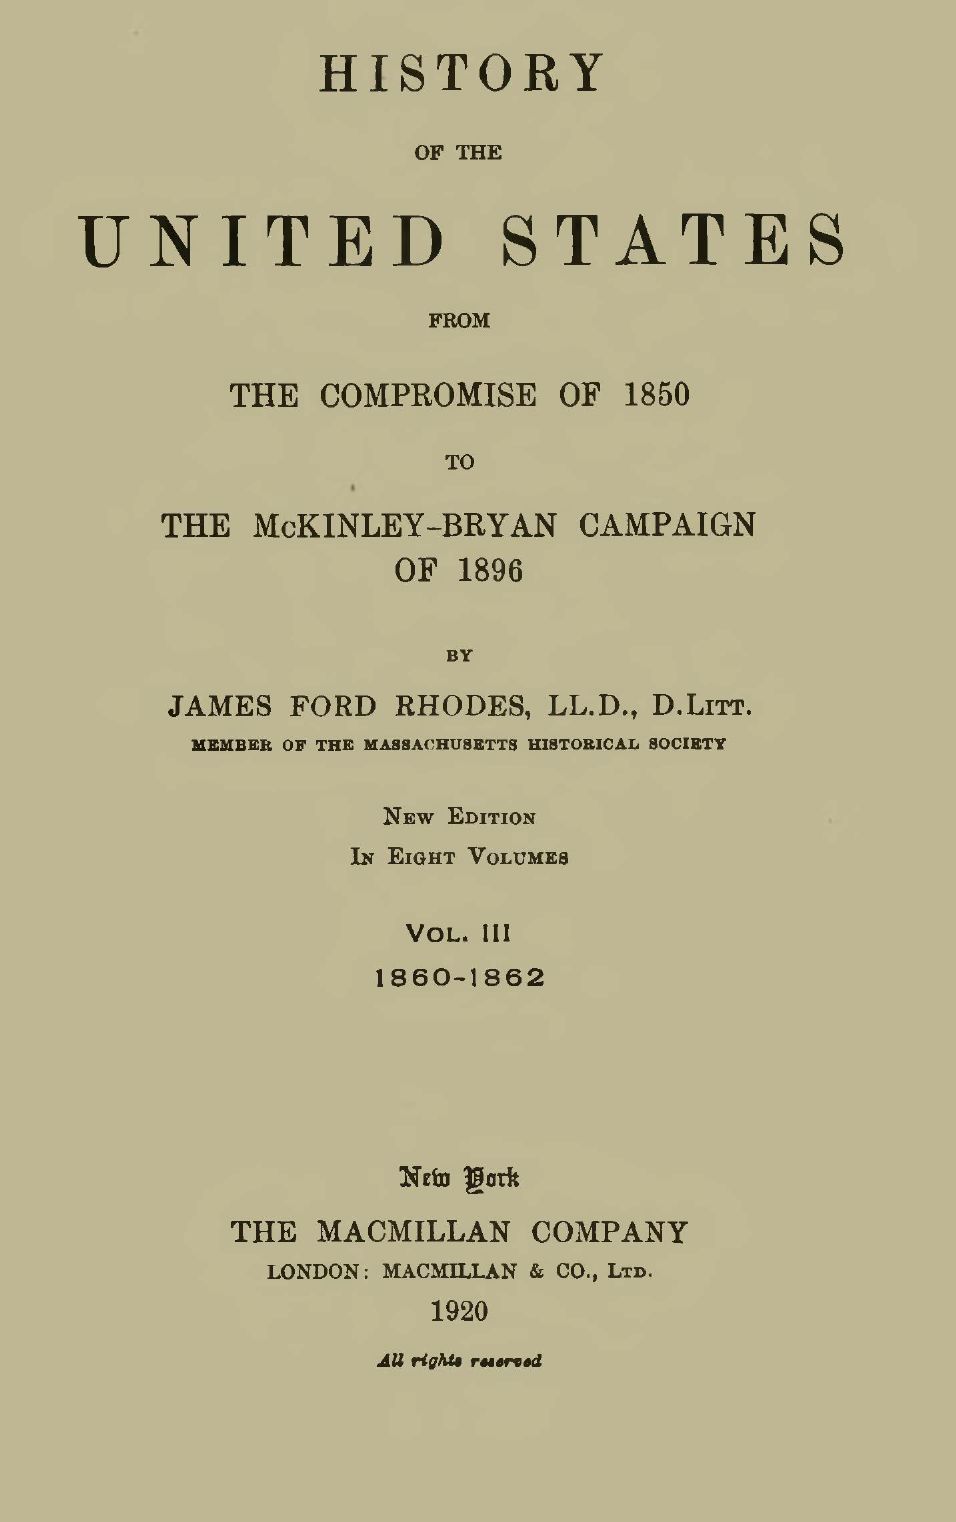 HISTORY
OF THE
UNITED STATES
FROM
THE COMPROMISE OF 1850
TO
THE McKINLEY-BRYAN CAMPAIGN
OF 1896
BY
JAMES FORD RHODES, LL.D., D.LITT.
MEMBER OF THE MASSACHUSETTS HISTORICAL SOCIETY
NEW EDITION
IN EIGHT VOLUMES
VOL. III
1860-1862
New York
THE MACMILLAN COMPANY
LONDON: MACMILLAN & CO., LTD.
1920
All rights reserved